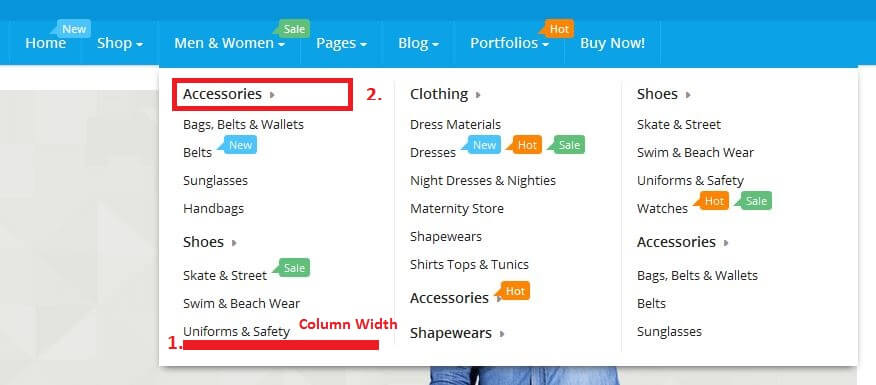 New
Sale
Hot
Home
Shop
Men & Women
Pages
Blog
Portfolios
Buy Now!
Accessories
2.
Bags, Belts & Wallets
Belts
New
Sunglasses
Handbags
Shoes
Skate & Street
Sale
Swim & Beach Wear
Uniforms & Safety
Column Width
1.
Clothing
Dress Materials
Dresses
New
Hot
Sale
Night Dresses & Nighties
Maternity Store
Shapewears
Shirts Tops & Tunics
Accessories
Hot
Shapewears
Shoes
Skate & Street
Swim & Beach Wear
Uniforms & Safety
Watches
Hot
Sale
Accessories
Bags, Belts & Wallets
Belts
Sunglasses